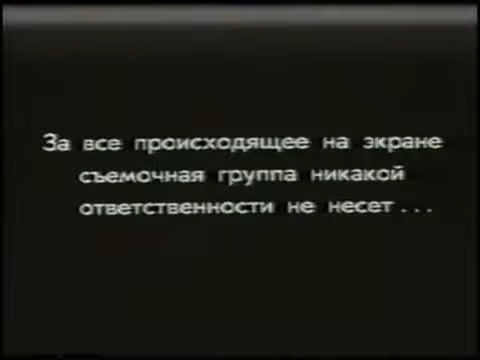 За все происходящее на экране
съемочная группа никакой
ответственности не несет ...